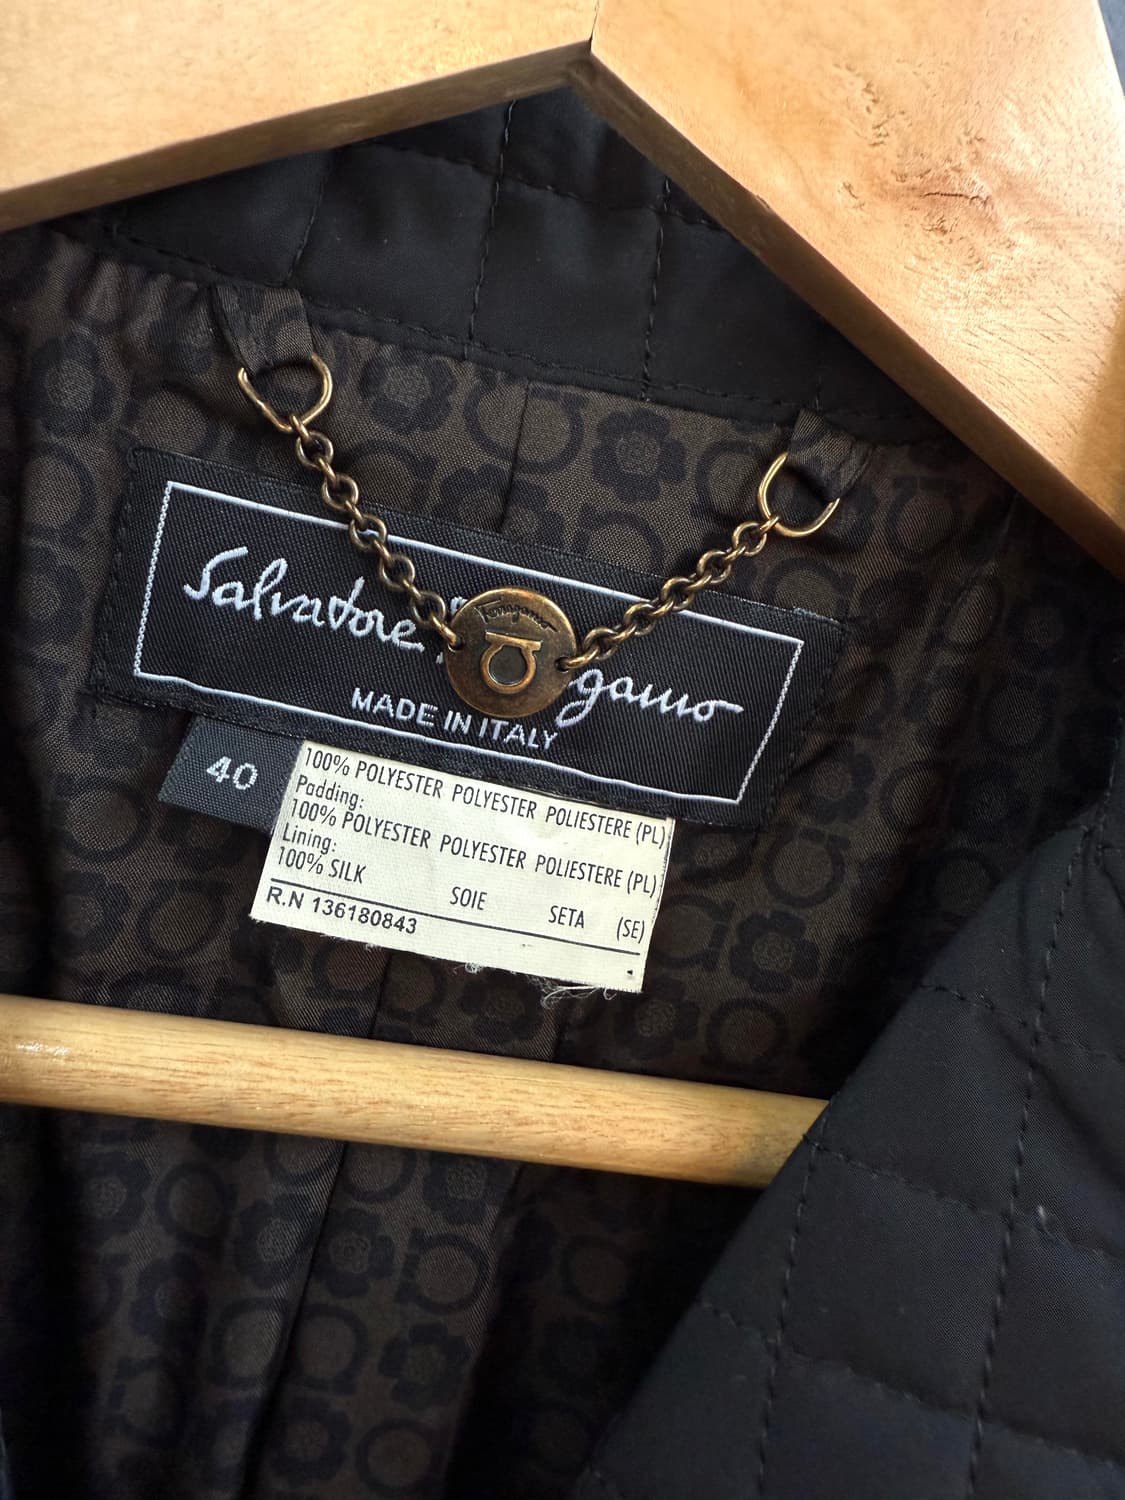 Salvatore gamo
Ferragamo
MADE IN ITALY
40
100% POLYESTER POLYESTER POLIESTERE (PL)
Padding:
100% POLYESTER POLYESTER POLIESTERE (PL)
Lining:
100% SILK SOIE SETA (SE)
R.N 136180843